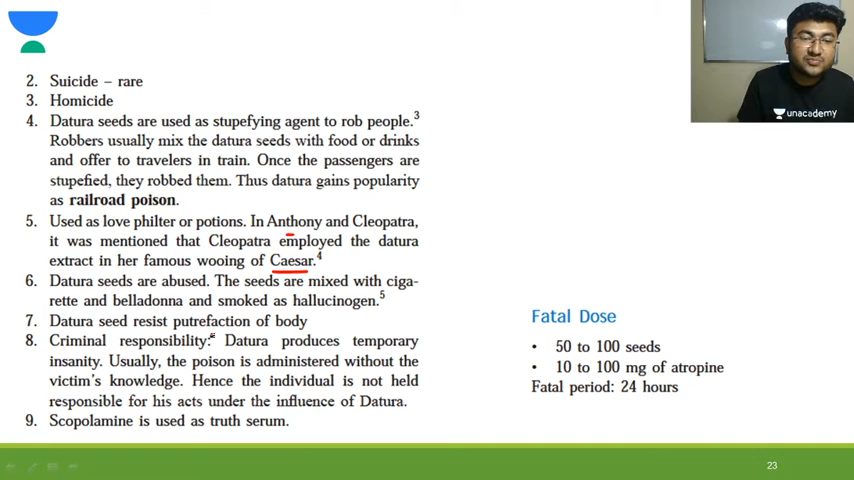 2. Suicide – rare
3. Homicide
4. Datura seeds are used as stupefying agent to rob people.3
Robbers usually mix the datura seeds with food or drinks
and offer to travelers in train. Once the passengers are
stupefied, they robbed them. Thus datura gains popularity
as railroad poison.
5. Used as love philter or potions. In Anthony and Cleopatra,
it was mentioned that Cleopatra employed the datura
extract in her famous wooing of Caesar.4
6. Datura seeds are abused. The seeds are mixed with ciga-
rette and belladonna and smoked as hallucinogen.5
7. Datura seed resist putrefaction of body
8. Criminal responsibility: Datura produces temporary
insanity. Usually, the poison is administered without the
victim's knowledge. Hence the individual is not held
responsible for his acts under the influence of Datura.
9. Scopolamine is used as truth serum.
Fatal Dose
• 50 to 100 seeds
• 10 to 100 mg of atropine
Fatal period: 24 hours
unacademy
23